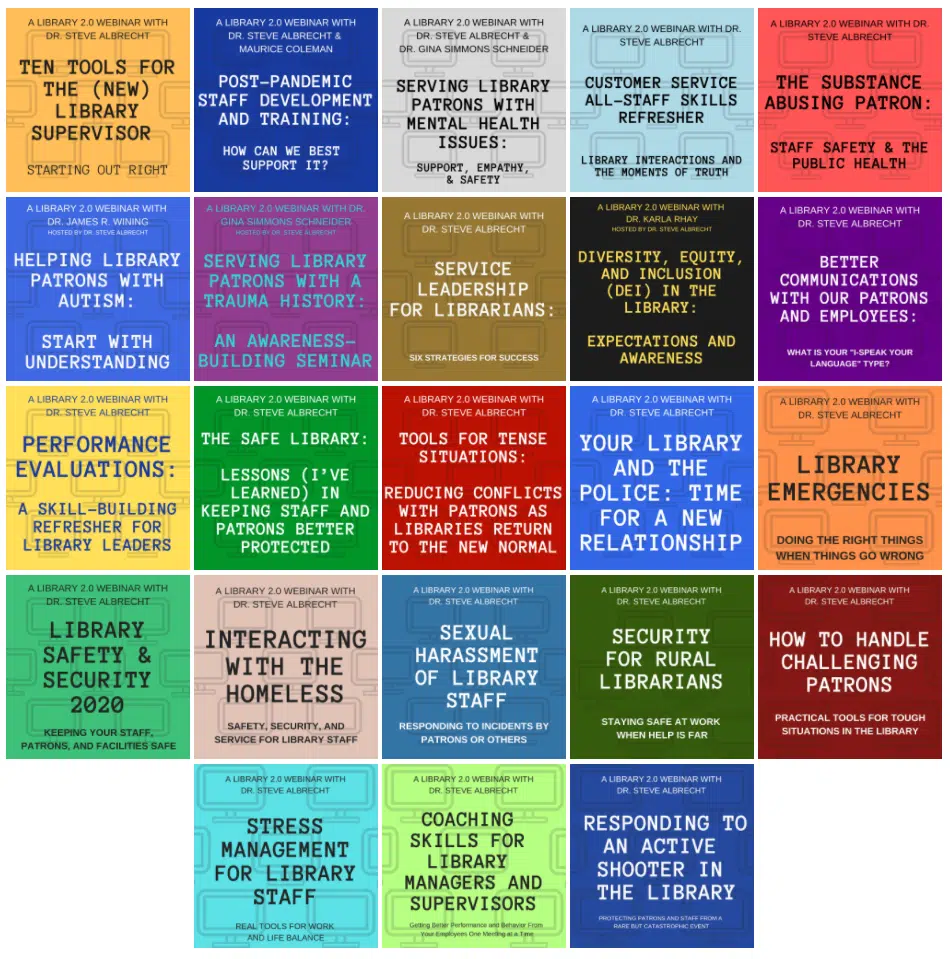 A LIBRARY WEBINAR WITH
DR. STEVE ALBRECHT
TEN TOOLS FOR
THE (NEW)
LIBRARY
SUPERVISOR
STARTING OUT RIGHT
A LIBRARY WEBINAR WITH
DR. STEVE ALBRECHT &
MAURICE COLEMAN
POST-PANDEMIC
STAFF DEVELOPMENT
AND TRAINING:
HOW CAN WE BEST
SUPPORT IT?
A LIBRARY WEBINAR WITH
DR. STEVE ALBRECHT &
DR. GINA SIMMONS SCHNEIDER
SERVING LIBRARY
PATRONS WITH
MENTAL HEALTH
ISSUES:
SUPPORT, EMPATHY,
& SAFETY
A LIBRARY WEBINAR WITH DR.
STEVE ALBRECHT
CUSTOMER SERVICE
ALL-STAFF SKILLS
REFRESHER
LIBRARY INTERACTIONS AND
THE MOMENTS OF TRUTH
A LIBRARY WEBINAR WITH DR.
STEVE ALBRECHT
THE SUBSTANCE
ABUSING PATRON:
STAFF SAFETY & THE
PUBLIC HEALTH
A LIBRARY 2.0 WEBINAR WITH
DR. JAMES R. WINING
HOSTED BY DR. STEVE ALBRECHT
HELPING LIBRARY
PATRONS WITH
AUTISM:
START WITH
UNDERSTANDING
A LIBRARY 2.0 WEBINAR WITH DR.
GINA SIMMONS SCHNEIDER
HOSTED BY DR. STEVE ALBRECHT
SERVING LIBRARY
PATRONS WITH A
TRAUMA HISTORY:
AN AWARENESS-
BUILDING SEMINAR
A LIBRARY 2.0 WEBINAR WITH
DR. STEVE ALBRECHT
SERVICE
LEADERSHIP
FOR LIBRARIANS:
SIX STRATEGIES FOR SUCCESS
A LIBRARY 2.0 WEBINAR WITH
DR. KARLA RHAY
HOSTED BY DR. STEVE ALBRECHT
DIVERSITY, EQUITY,
AND INCLUSION
(DEI) IN THE
LIBRARY:
EXPECTATIONS AND
AWARENESS
A LIBRARY 2.0 WEBINAR WITH
DR. STEVE ALBRECHT
BETTER
COMMUNICATIONS
WITH OUR PATRONS
AND EMPLOYEES:
WHAT IS YOUR "I-SPEAK YOUR
LANGUAGE" TYPE?
A LIBRARY 2.0 WEBINAR WITH
DR. STEVE ALBRECHT
PERFORMANCE
EVALUATIONS:
A SKILL-BUILDING
REFRESHER FOR
LIBRARY LEADERS
A LIBRARY 2.0 WEBINAR WITH
DR. STEVE ALBRECHT
THE SAFE LIBRARY:
LESSONS (I'VE
LEARNED) IN
KEEPING STAFF AND
PATRONS BETTER
PROTECTED
A LIBRARY 2.0 WEBINAR WITH
DR. STEVE ALBRECHT
TOOLS FOR TENSE
SITUATIONS:
REDUCING CONFLICTS
WITH PATRONS AS
LIBRARIES RETURN
TO THE NEW NORMAL
A LIBRARY 2.0 WEBINAR WITH
DR. STEVE ALBRECHT
YOUR LIBRARY
AND THE
POLICE: TIME
FOR A NEW
RELATIONSHIP
A LIBRARY 2.0 WEBINAR WITH
DR. STEVE ALBRECHT
LIBRARY
EMERGENCIES
DOING THE RIGHT THINGS
WHEN THINGS GO WRONG
A LIBRARY 2.0 WEBINAR WITH
DR. STEVE ALBRECHT
LIBRARY
SAFETY &
SECURITY
2020
KEEPING YOUR STAFF,
PATRONS, AND FACILITIES SAFE
A LIBRARY 2.0 WEBINAR WITH
DR. STEVE ALBRECHT
INTERACTING
WITH THE
HOMELESS
SAFETY, SECURITY, AND
SERVICE FOR LIBRARY STAFF
A LIBRARY 2.0 WEBINAR WITH
DR. STEVE ALBRECHT
SEXUAL
HARASSMENT
OF LIBRARY
STAFF
RESPONDING TO INCIDENTS BY
PATRONS OR OTHERS
A LIBRARY 2.0 WEBINAR WITH
DR. STEVE ALBRECHT
SECURITY
FOR RURAL
LIBRARIANS
STAYING SAFE AT WORK
WHEN HELP IS FAR
A LIBRARY 2.0 WEBINAR WITH
DR. STEVE ALBRECHT
HOW TO HANDLE
CHALLENGING
PATRONS
PRACTICAL TOOLS FOR TOUGH
SITUATIONS IN THE LIBRARY
A LIBRARY 2.0 WEBINAR WITH
DR. STEVE ALBRECHT
STRESS
MANAGEMENT
FOR LIBRARY
STAFF
REAL TOOLS FOR WORK
AND LIFE BALANCE
A LIBRARY 2.0 WEBINAR WITH
DR. STEVE ALBRECHT
COACHING
SKILLS FOR
LIBRARY
MANAGERS AND
SUPERVISORS
Getting Better Performance and Behavior From
Your Employees One Meeting at a Time
A LIBRARY 2.0 WEBINAR WITH
DR. STEVE ALBRECHT
RESPONDING TO
AN ACTIVE
SHOOTER IN
THE LIBRARY
PROTECTING PATRONS AND STAFF FROM A
RARE BUT CATASTROPHIC EVENT